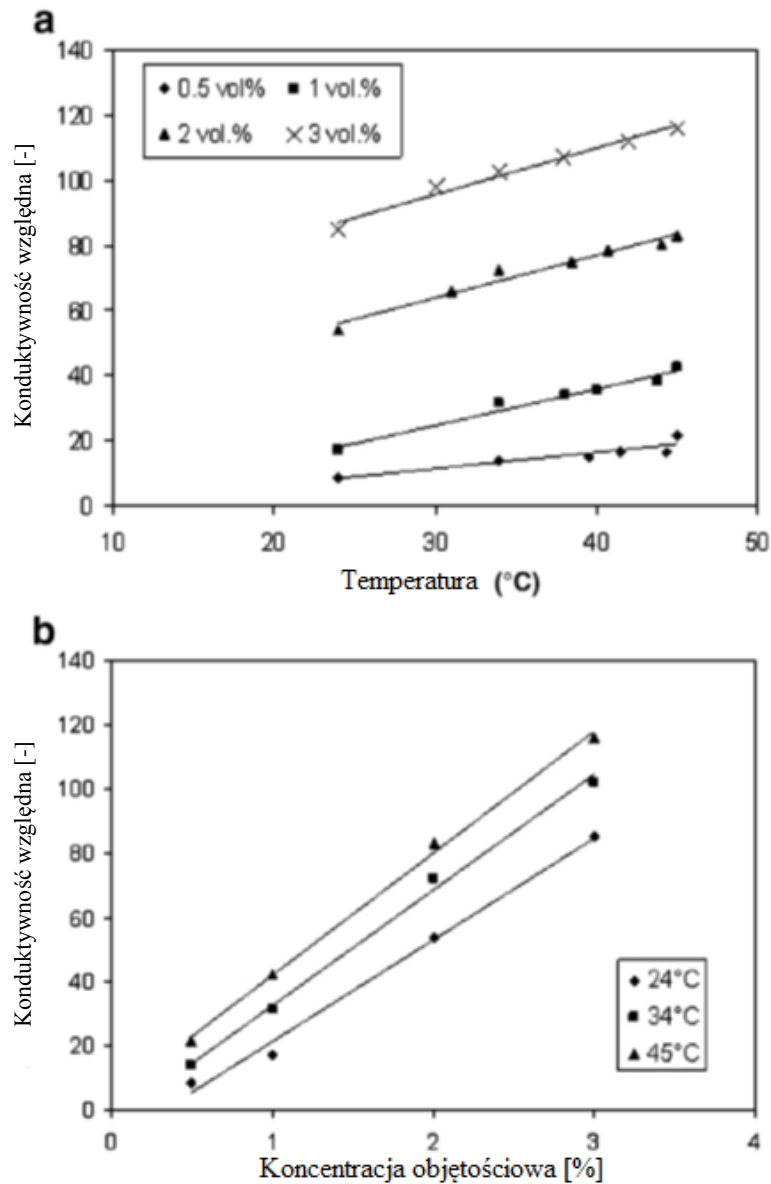 a
140
120
100
80
60
40
20
0
Konduktywność względna [-]
0.5 vol% 1 vol.%
2 vol.% 3 vol.%
10 20 30 40 50
Temperatura (°C)
b
140
120
100
80
60
40
20
0
Konduktywność względna [-]
24°C
34°C
45°C
0 1 2 3 4
Koncentracja objętościowa [%]